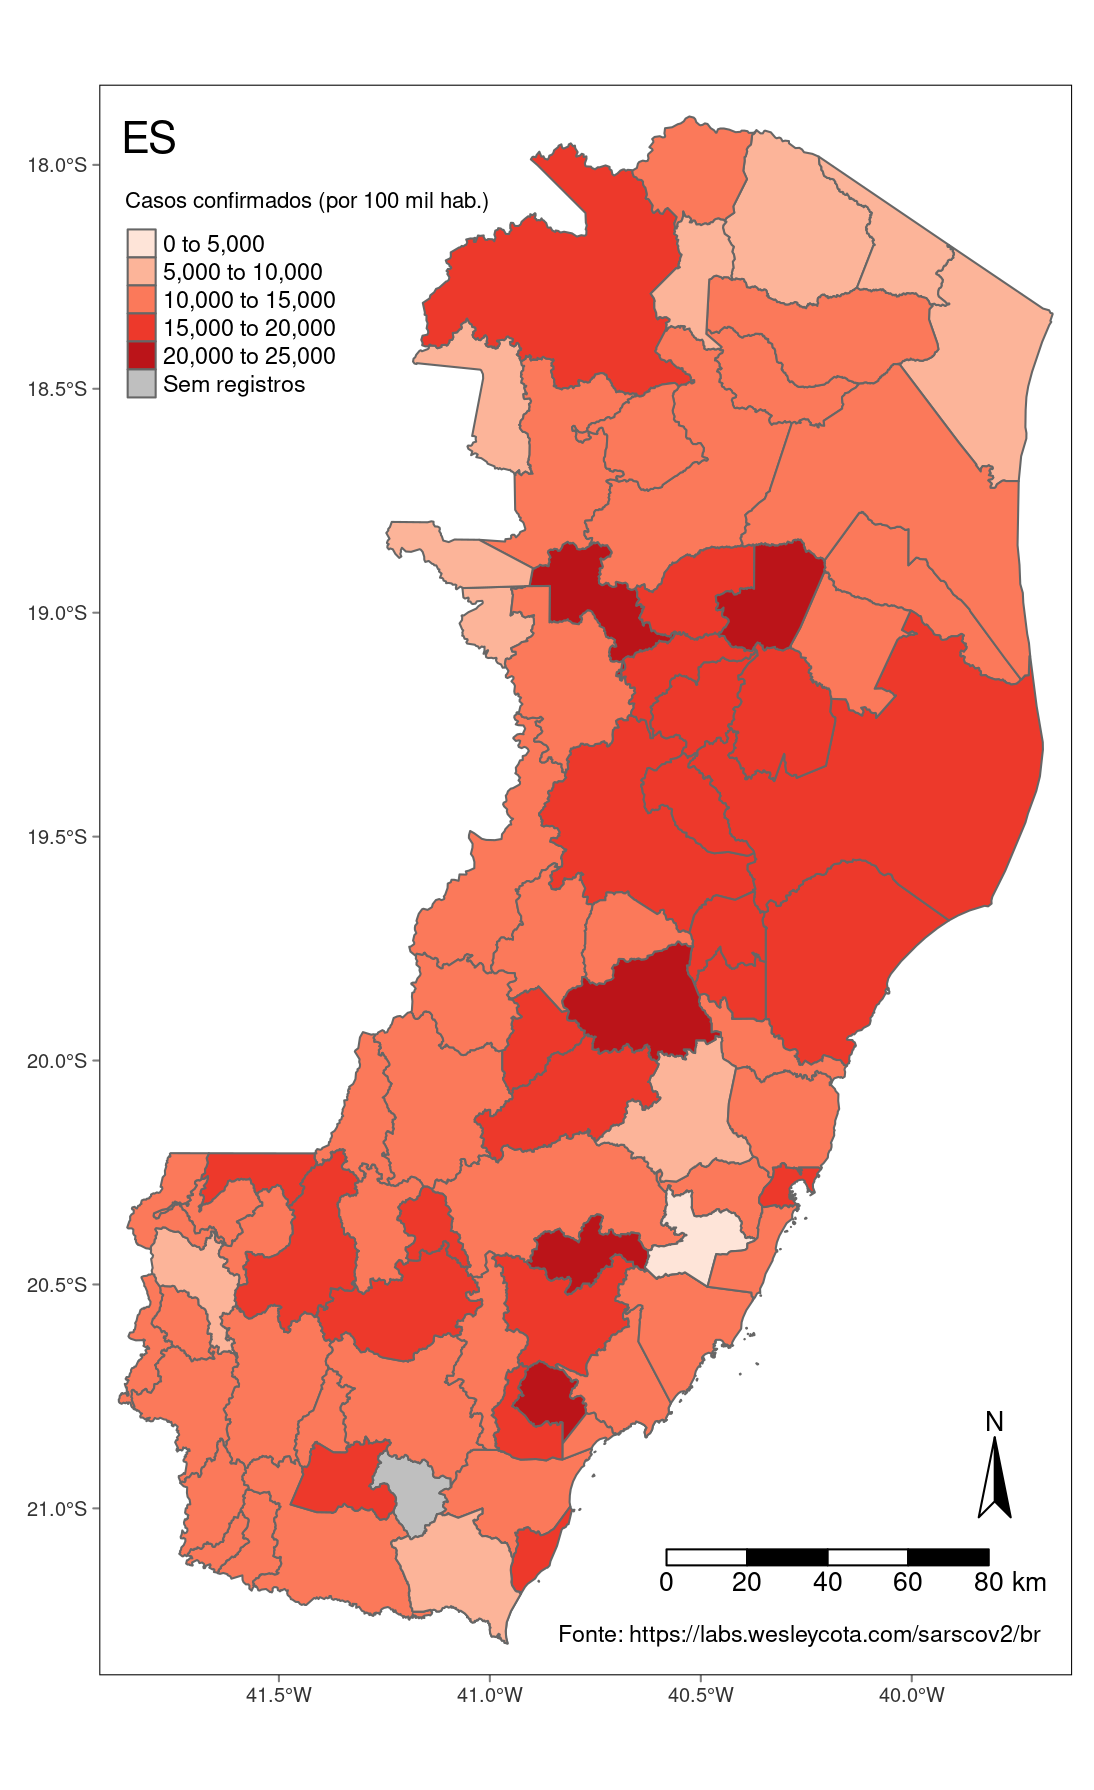 ES
Casos confirmados (por 100 mil hab.)
0 to 5,000
5,000 to 10,000
10,000 to 15,000
15,000 to 20,000
20,000 to 25,000
Sem registros
18.0°S
18.5°S
19.0°S
19.5°S
20.0°S
20.5°S
21.0°S
N
0 20 40 60 80 km
Fonte: https://labs.wesleycota.com/sarscov2/br
41.5°W 41.0°W 40.5°W 40.0°W